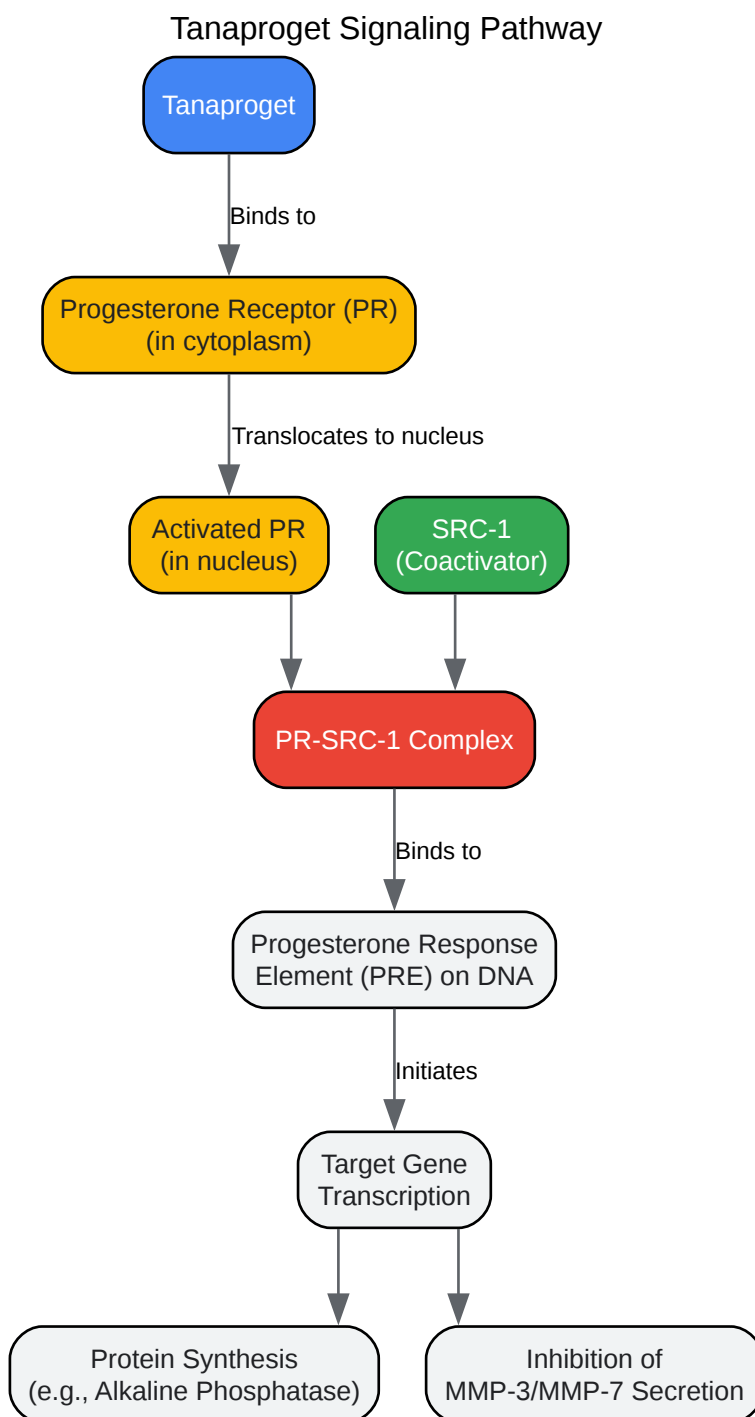 Tanaproget Signaling Pathway
Tanaproget
Binds to
Progesterone Receptor (PR)
(in cytoplasm)
Translocates to nucleus
Activated PR
(in nucleus)
SRC-1
(Coactivator)
PR-SRC-1 Complex
Binds to
Progesterone Response
Element (PRE) on DNA
Initiates
Target Gene
Transcription
Protein Synthesis
(e.g., Alkaline Phosphatase)
Inhibition of
MMP-3/MMP-7 Secretion